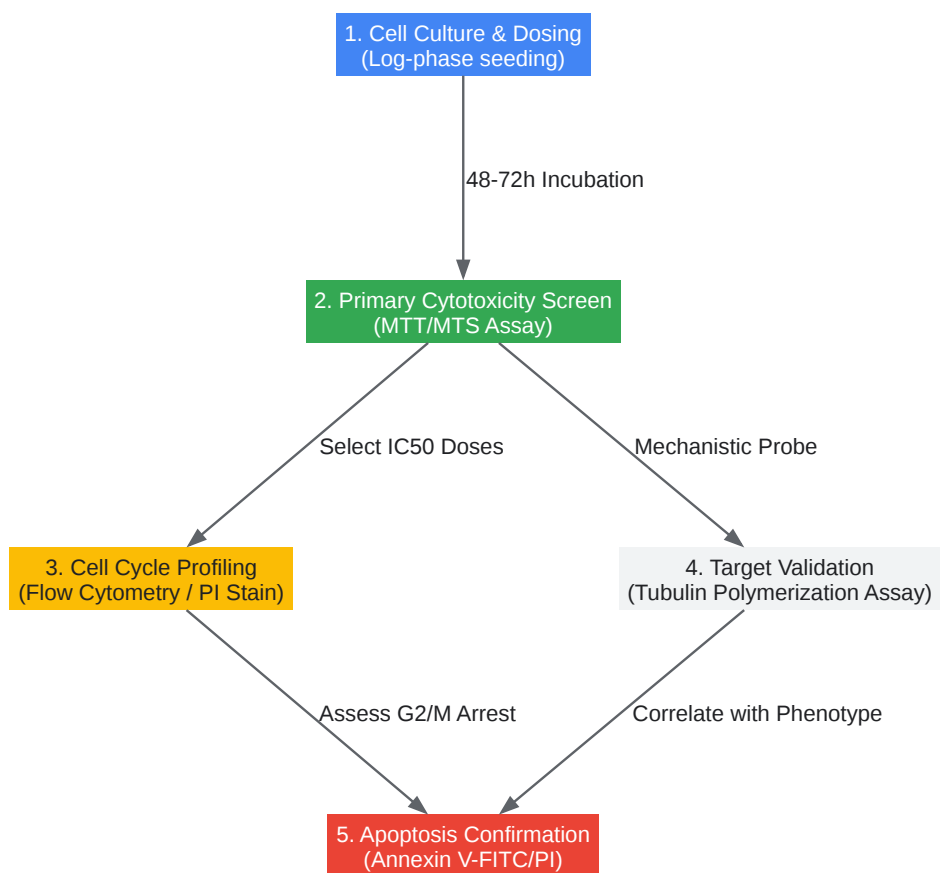 1. Cell Culture & Dosing
(Log-phase seeding)
48-72h Incubation
2. Primary Cytotoxicity Screen
(MTT/MTS Assay)
Select IC50 Doses
Mechanistic Probe
3. Cell Cycle Profiling
(Flow Cytometry / PI Stain)
4. Target Validation
(Tubulin Polymerization Assay)
Assess G2/M Arrest
Correlate with Phenotype
5. Apoptosis Confirmation
(Annexin V-FITC/PI)